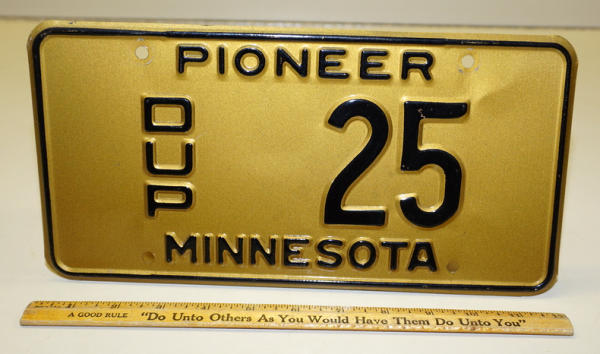 PIONEER
DUP
25
MINNESOTA
A GOOD RULE "Do Unto Others As You Would Have Them Do Unto You"